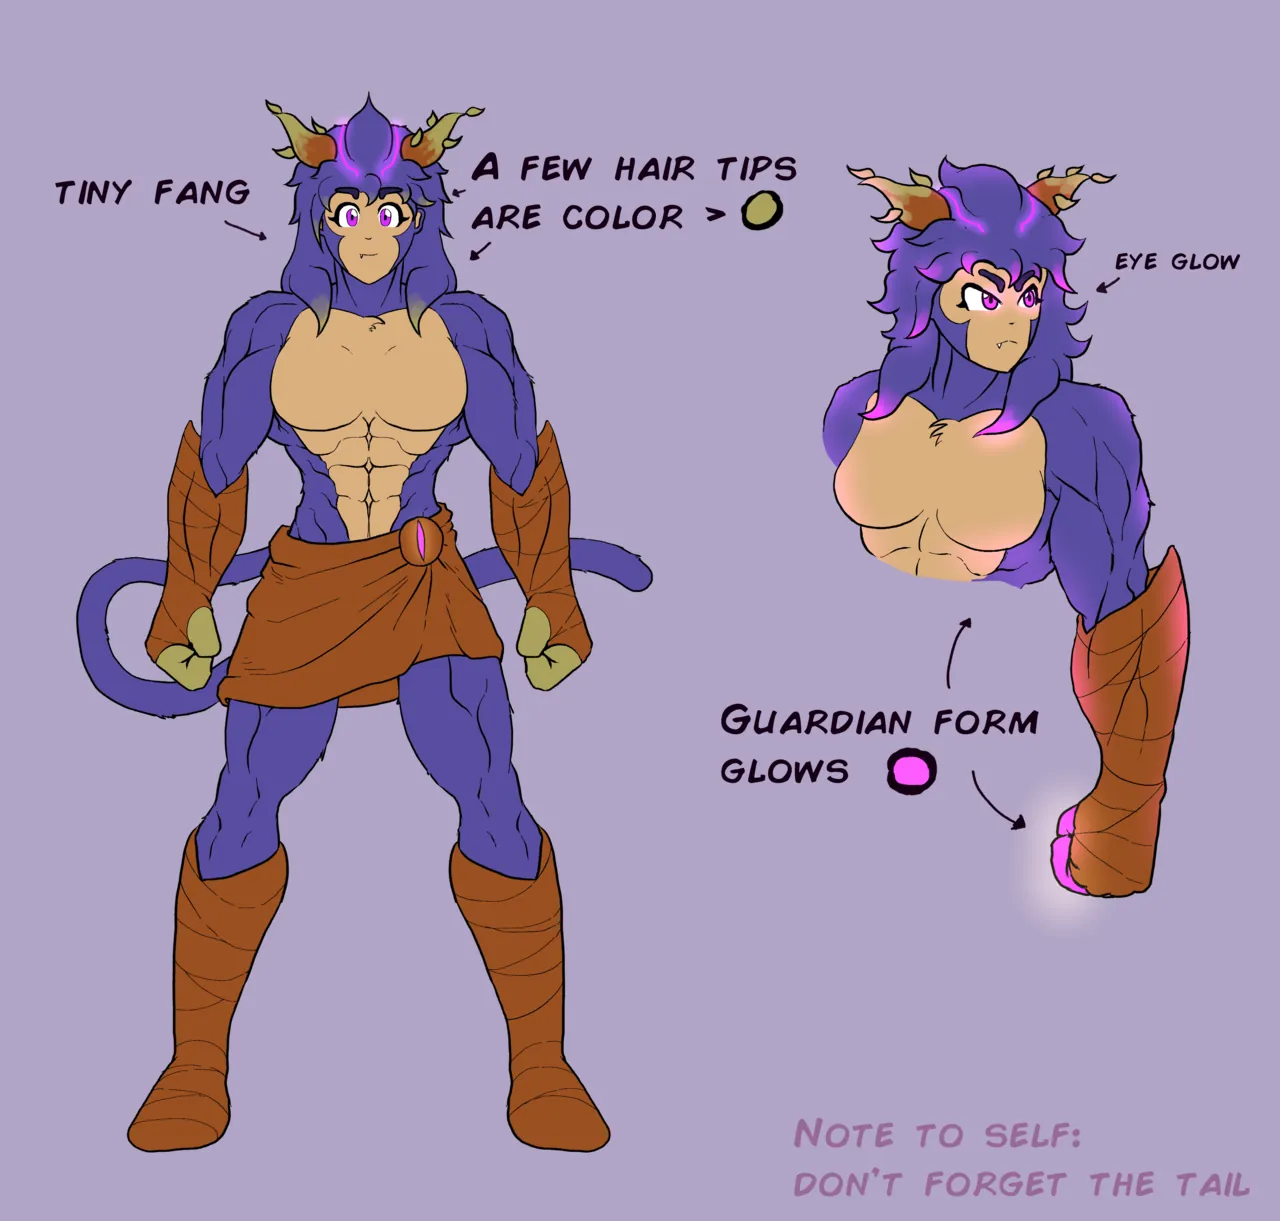 TINY FANG
A FEW HAIR TIPS
ARE COLOR >
EYE GLOW
GUARDIAN FORM
GLOWS
NOTE TO SELF:
DON'T FORGET THE TAIL